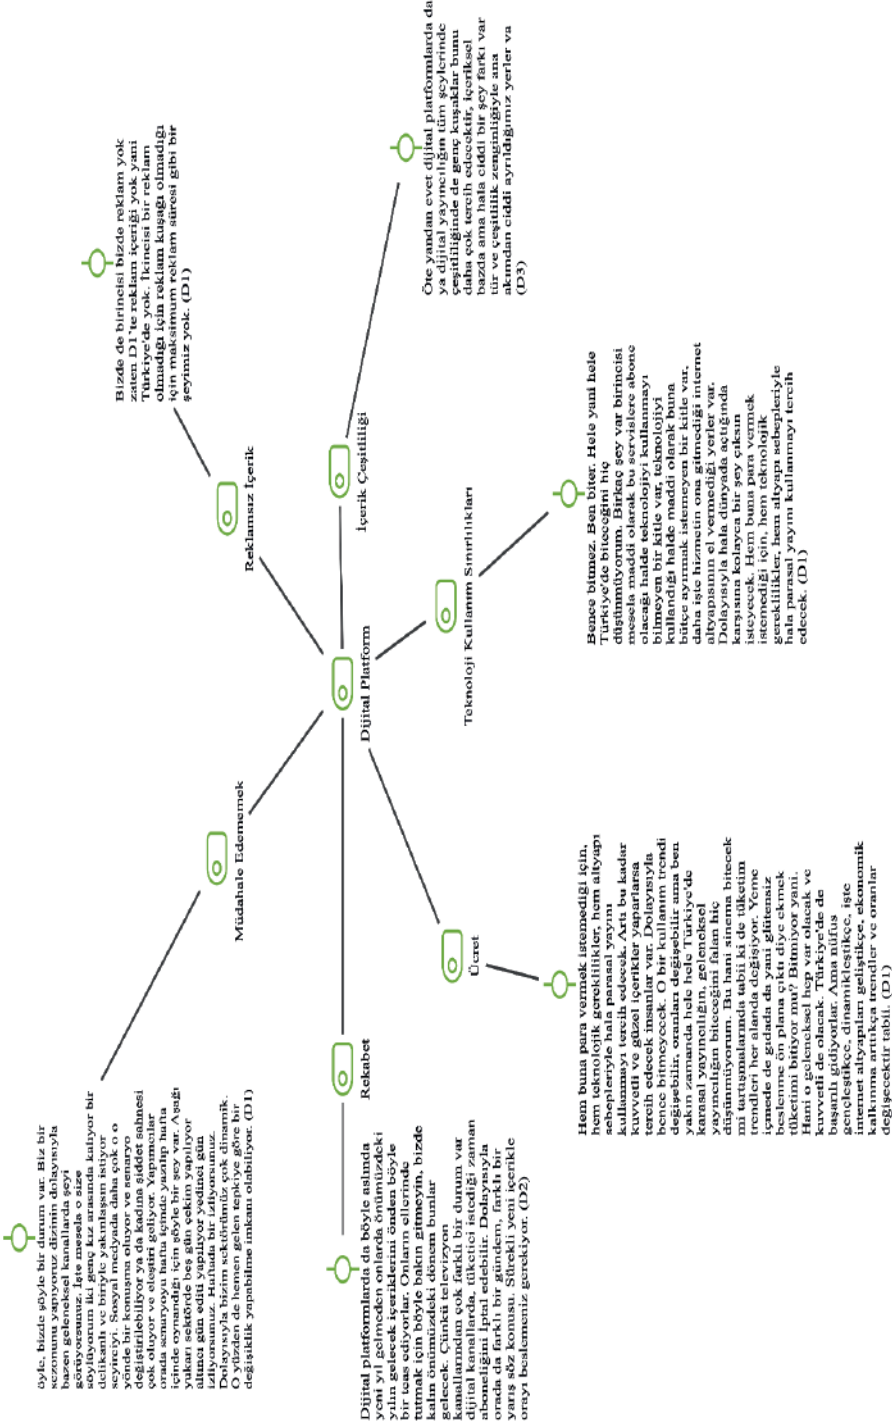 öyle, bizde şöyle bir durum var. Biz bir
sezonunu yapıyoruz dizinin dolayısıyla
bazen geleneksel kanallarda şeyi
görüyorsunuz. İşte mesela o size
söylüyorum iki genç kız arasında kalıyor bir
delikanlı ve biriyle yakınlaşsın istiyor
seyirciyi. Sosyal medyada daha çok o o
yönde bir konuşma oluyor ve senaryo
değiştirilebiliyor ya da kadına şiddet sahnesi
çok oluyor ve eleştiri geliyor. Yapımcılar
orada senaryoyu hafta içinde yazılıp hafta
içinde oynandığı için şöyle bir şey var. Aşağı
yukarı sektörde beş gün çekim yapılıyor
altıncı gün editi yapılıyor yedinci gün
izliyorsunuz. Haftada bir izliyorsunuz.
Dolayısıyla bizim sektörümüz çok dinamik.
O yüzden de hemen gelen tepkiye göre bir
değişiklik yapabilme imkanı olabiliyor. (D1)
Müdahale Edememek
Bizde de birincisi bizde reklam yok
zaten D1'te reklam içeriği yok yani
Türkiye'de yok. İkincisi bir reklam
olmadığı için reklam kuşağı olmadığı
için maksimum reklam süresi gibi bir
şeyimiz yok. (D1)
Reklamsız İçerik
Dijital platformlarda da böyle aslında
yeni yıl gelmeden onlarda önümüzdeki
yılın gelecek içeriklerini önden böyle
bir teas ediyorlar. Onların ellerinde
tutmak için böyle bakın gitmeyin, bizde
kalın önümüzdeki dönem bunlar
gelecek. Çünkü televizyon
kanallarından çok farklı bir durum var
dijital kanallarda, tüketici istediği zaman
aboneliğini İptal edebilir. Dolayısıyla
orada da farklı bir gündem, farklı bir
yarış söz konusu. Sürekli yeni içerikle
orayı beslememiz gerekiyor. (D2)
Rekabet
Dijital Platform
İçerik Çeşitliliği
Öte yandan evet dijital platformlarda da
ya dijital yayıncılığın tüm şeylerinde
çeşitliliğinde de genç kuşaklar bunu
daha çok tercih edecektir, içeriksel
bazda ama hala ciddi bir şey farkı var
tür ve çeşitlilik zenginliğiyle ana
akımdan ciddi ayrıldığımız yerler va
(D3)
Ücret
Hem buna para vermek istemediği için,
hem teknolojik gereklilikler, hem altyapı
sebepleriyle hala parasal yayını
kullanmayı tercih edecek. Artı bu kadar
kuvvetli ve güzel içerikler yaparlarsa
tercih edecek insanlar var. Dolayısıyla
bence bitmeyecek. O bir kullanım trendi
değişebilir, oranları değişebilir ama ben
yakın zamanda hele hele Türkiye'de
karasal yayıncılığın, geleneksel
yayıncılığın biteceğini falan hiç
düşünmüyorum. Bu hani sinema bitecek
mi tartışmalarında tabii ki de tüketim
trendleri her alanda değişiyor. Yeme
içmede de gıdada da yani glütensiz
beslenme ön plana çıktı diye ekmek
tüketimi bitiyor mu? Bitmiyor yani.
Hani o geleneksel hep var olacak ve
kuvvetli de olacak. Türkiye'de de
başarılı gidiyorlar. Ama nüfus
gençleştikçe, dinamikleştikçe, işte
internet altyapıları geliştikçe, ekonomik
kalkınma arttıkça trendler ve oranlar
değişecektir tabii. (D1)
Teknoloji Kullanım Sınırlılıkları
Bence bitmez. Ben biter. Hele yani hele
Türkiye'de biteceğini hiç
düşünmüyorum. Birkaç şey var birincisi
mesela maddi olarak bu servislere abone
olacağı halde teknolojiyi kullanmayı
bilmeyen bir kitle var, teknolojiyi
kullandığı halde maddi olarak buna
bütçe ayırmak istemeyen bir kitle var,
daha işte hizmetin ona gitmediği internet
altyapısının el vermediği yerler var.
Dolayısıyla hala dünyada açtığında
karşısına kolayca bir şey çıksın
isteyecek. Hem buna para vermek
istemediği için, hem teknolojik
gereklilikler, hem altyapı sebepleriyle
hala parasal yayını kullanmayı tercih
edecek. (D1)